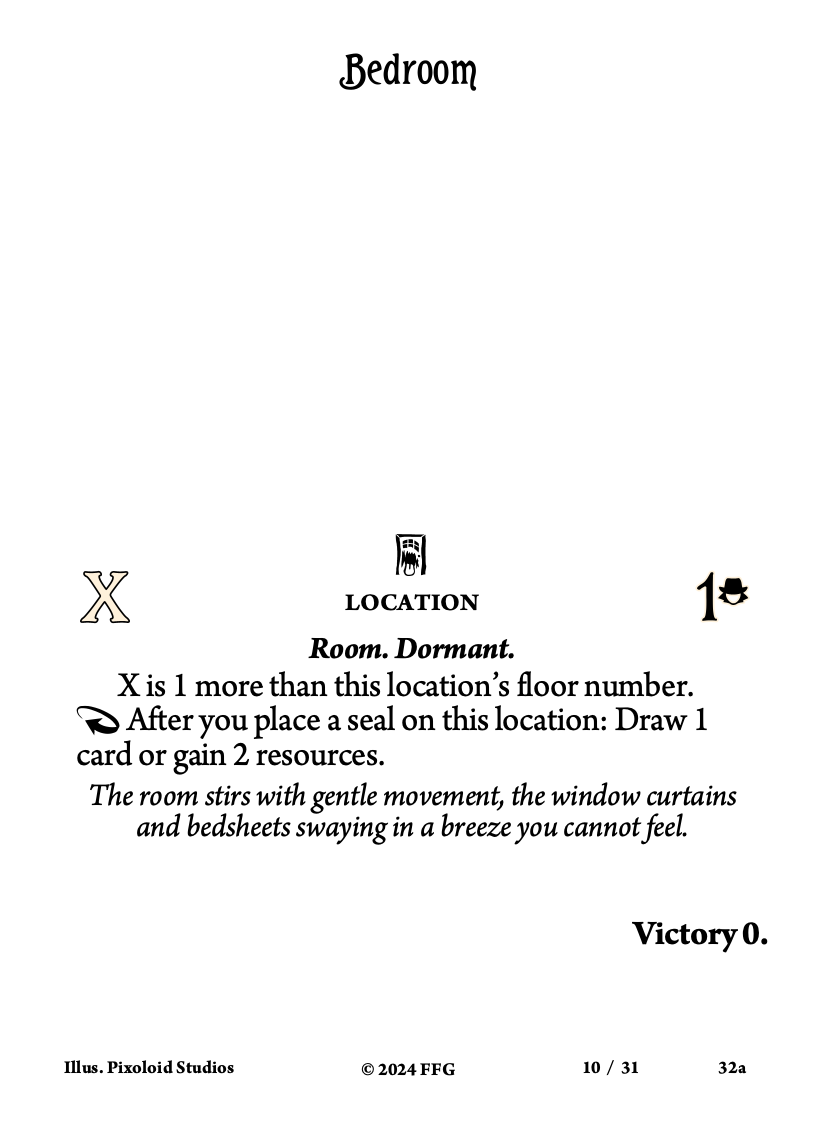 Bedroom
X
LOCATION
1
Room. Dormant.
X is 1 more than this location’s floor number.
After you place a seal on this location: Draw 1
card or gain 2 resources.
The room stirs with gentle movement, the window curtains
and bedsheets swaying in a breeze you cannot feel.
Victory 0.
Illus. Pixoloid Studios © 2024 FFG 10 / 31 32a